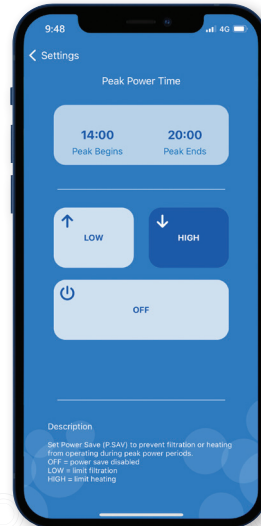 9:48 4G
Settings
Peak Power Time
14:00 20:00
Peak Begins Peak Ends
LOW HIGH
OFF
Description
Set Power Save (P.SAV) to prevent filtration or heating
from operating during peak power periods.
OFF = power save disabled
LOW = limit filtration
HIGH = limit heating